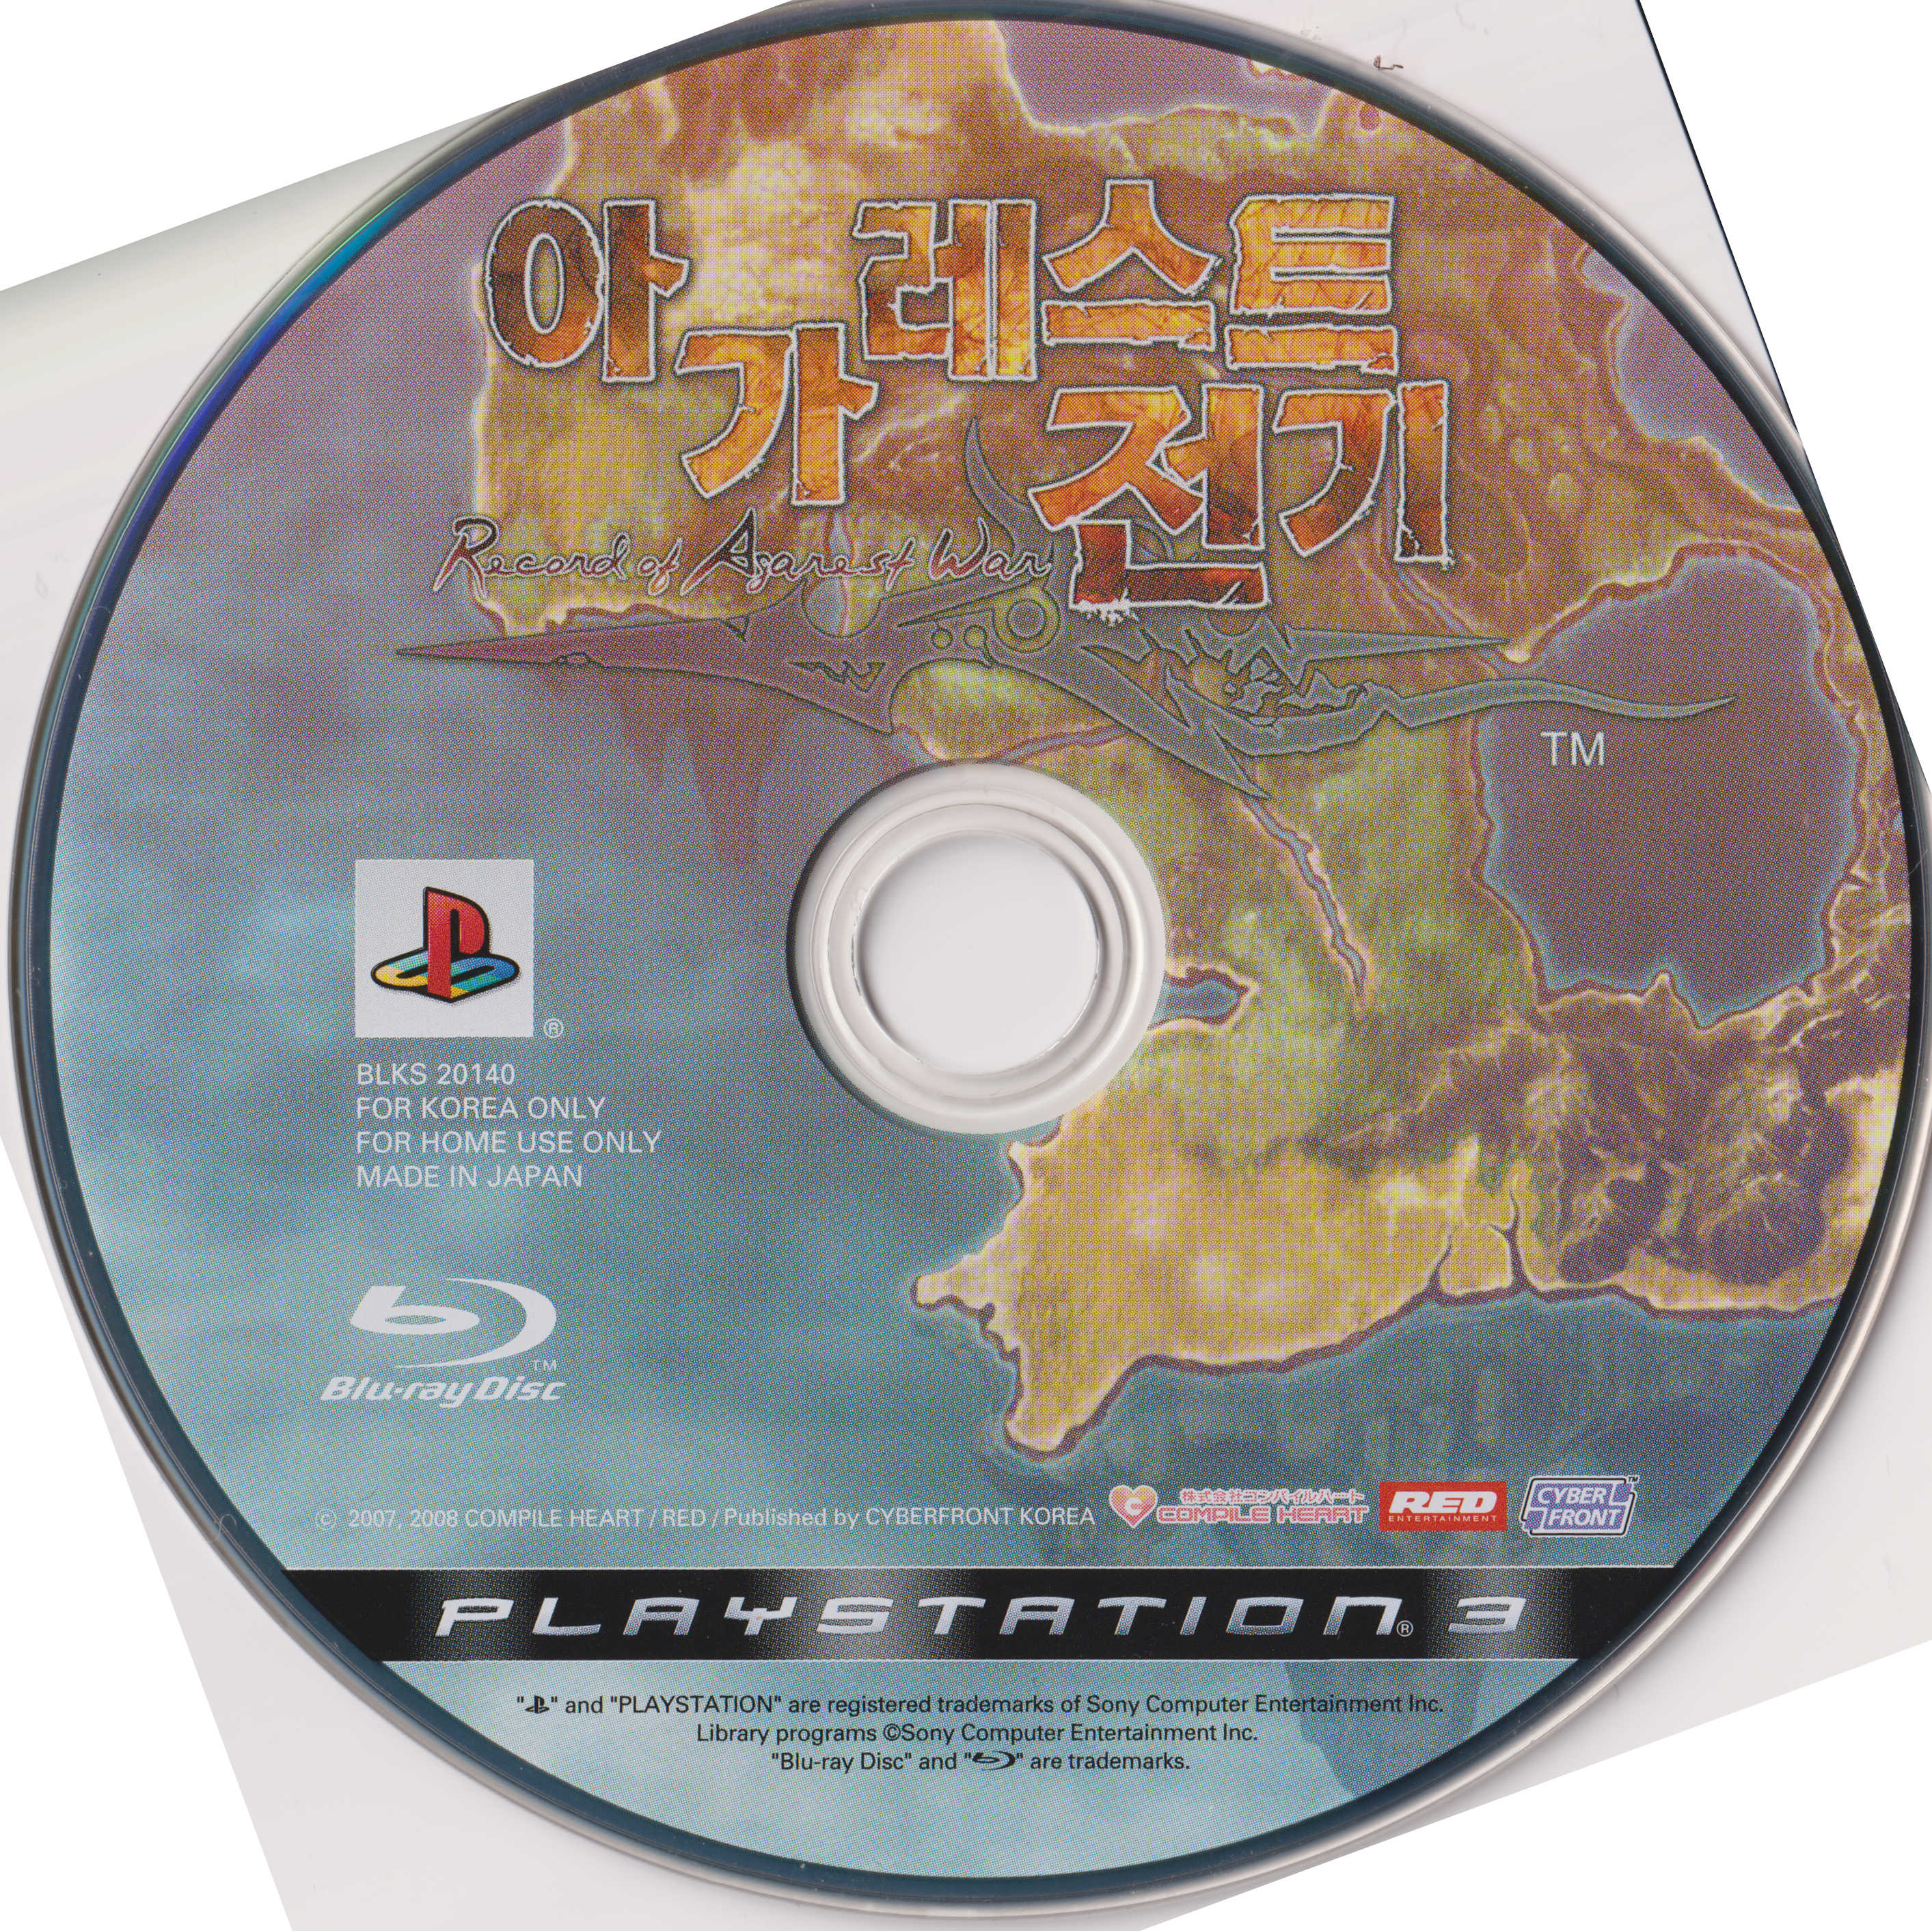 아가레스트
전기
Record of Agarest War
TM
®
BLKS 20140
FOR KOREA ONLY
FOR HOME USE ONLY
MADE IN JAPAN
TM
Blu-ray Disc
© 2007, 2008 COMPILE HEART / RED / Published by CYBERFRONT KOREA
株式会社コンパイルハート
COMPILE HEART
RED
ENTERTAINMENT
CYBER
FRONT
TM
PLAYSTATION® 3
"PS" and "PLAYSTATION" are registered trademarks of Sony Computer Entertainment Inc.
Library programs ©Sony Computer Entertainment Inc.
"Blu-ray Disc" and "b" are trademarks.